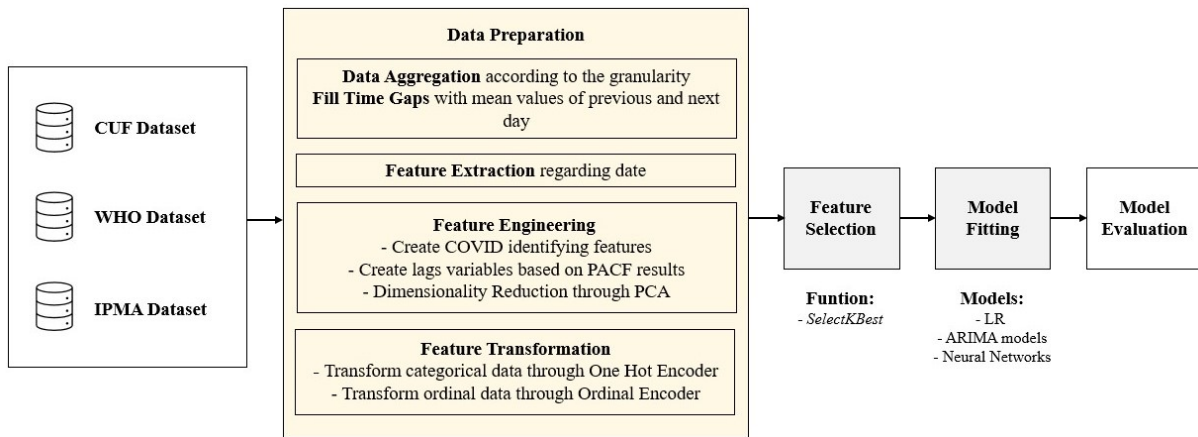 CUF Dataset
WHO Dataset
IPMA Dataset
Data Preparation
Data Aggregation according to the granularity
Fill Time Gaps with mean values of previous and next
day
Feature Extraction regarding date
Feature Engineering
- Create COVID identifying features
- Create lags variables based on PACF results
- Dimensionality Reduction through PCA
Feature Transformation
- Transform categorical data through One Hot Encoder
- Transform ordinal data through Ordinal Encoder
Feature
Selection
Funtion:
- SelectKBest
Model
Fitting
Models:
- LR
- ARIMA models
- Neural Networks
Model
Evaluation